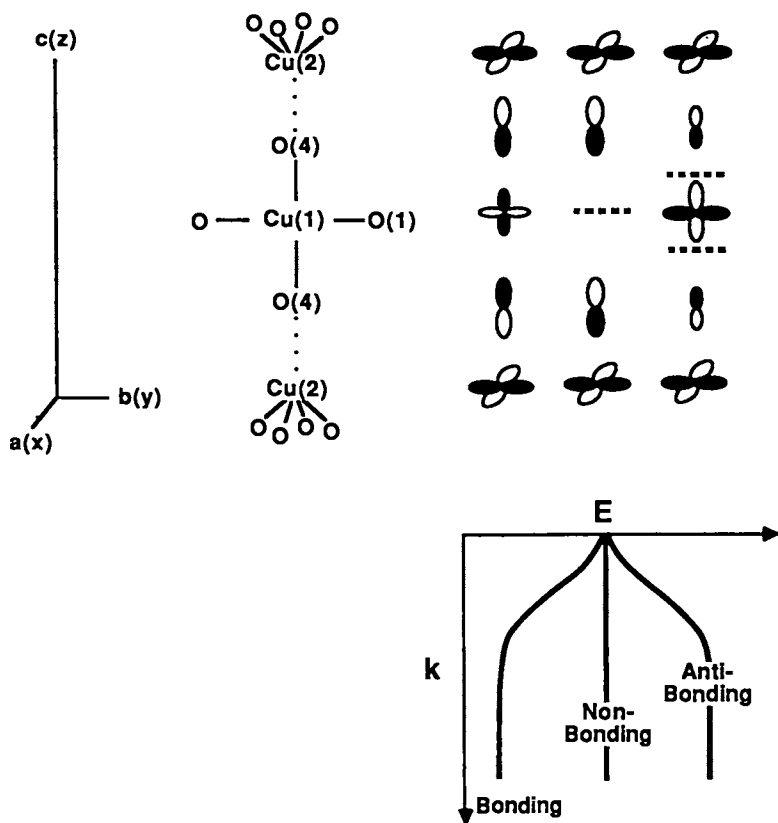 c(z)
b(y)
a(x)
O O O O
Cu(2)
O(4)
O Cu(1) O(1)
O(4)
Cu(2)
O O O O
E
k
Anti-
Bonding
Non-
Bonding
Bonding